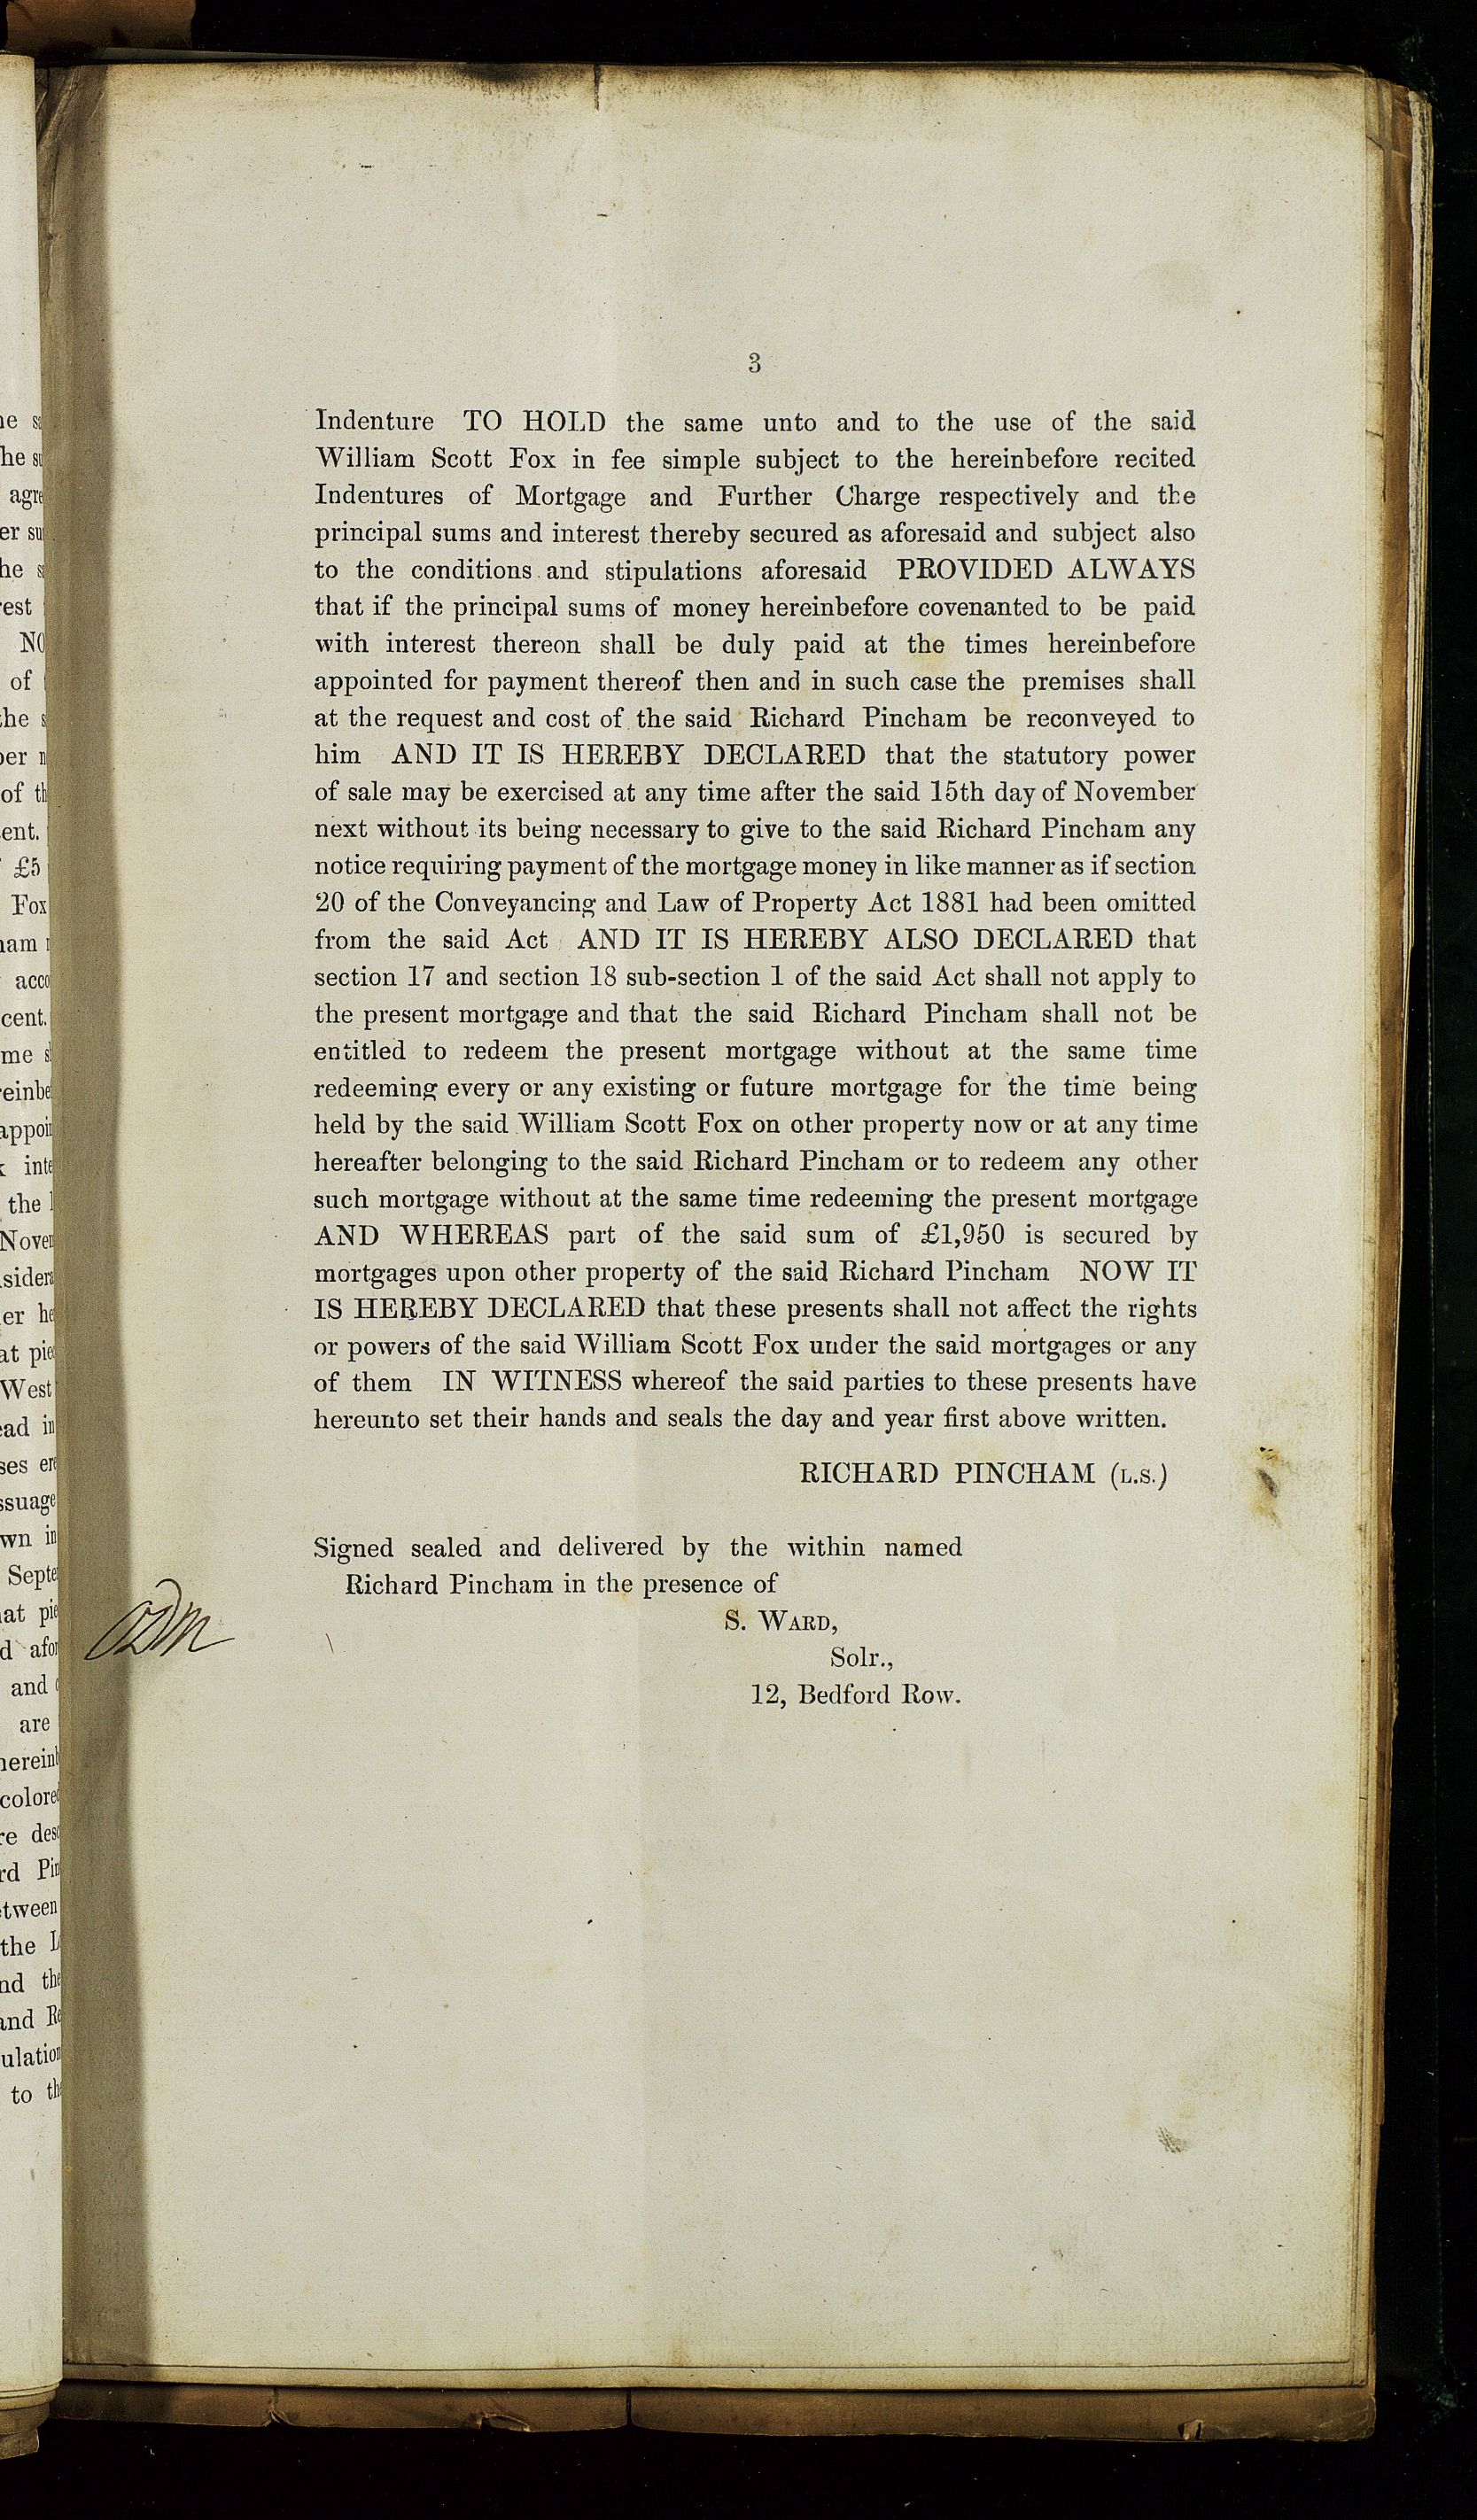 3
Indenture TO HOLD the same unto and to the use of the said
William Scott Fox in fee simple subject to the hereinbefore recited
Indentures of Mortgage and Further Charge respectively and the
principal sums and interest thereby secured as aforesaid and subject also
to the conditions and stipulations aforesaid PROVIDED ALWAYS
that if the principal sums of money hereinbefore covenanted to be paid
with interest thereon shall be duly paid at the times hereinbefore
appointed for payment thereof then and in such case the premises shall
at the request and cost of the said Richard Pincham be reconveyed to
him AND IT IS HEREBY DECLARED that the statutory power
of sale may be exercised at any time after the said 15th day of November
next without its being necessary to give to the said Richard Pincham any
notice requiring payment of the mortgage money in like manner as if section
20 of the Conveyancing and Law of Property Act 1881 had been omitted
from the said Act AND IT IS HEREBY ALSO DECLARED that
section 17 and section 18 sub-section 1 of the said Act shall not apply to
the present mortgage and that the said Richard Pincham shall not be
entitled to redeem the present mortgage without at the same time
redeeming every or any existing or future mortgage for the time being
held by the said William Scott Fox on other property now or at any time
hereafter belonging to the said Richard Pincham or to redeem any other
such mortgage without at the same time redeeming the present mortgage
AND WHEREAS part of the said sum of £1,950 is secured by
mortgages upon other property of the said Richard Pincham NOW IT
IS HEREBY DECLARED that these presents shall not affect the rights
or powers of the said William Scott Fox under the said mortgages or any
of them IN WITNESS whereof the said parties to these presents have
hereunto set their hands and seals the day and year first above written.
RICHARD PINCHAM (L.S.)
Signed sealed and delivered by the within named
Richard Pincham in the presence of
S. WARD,
Solr.,
12, Bedford Row.